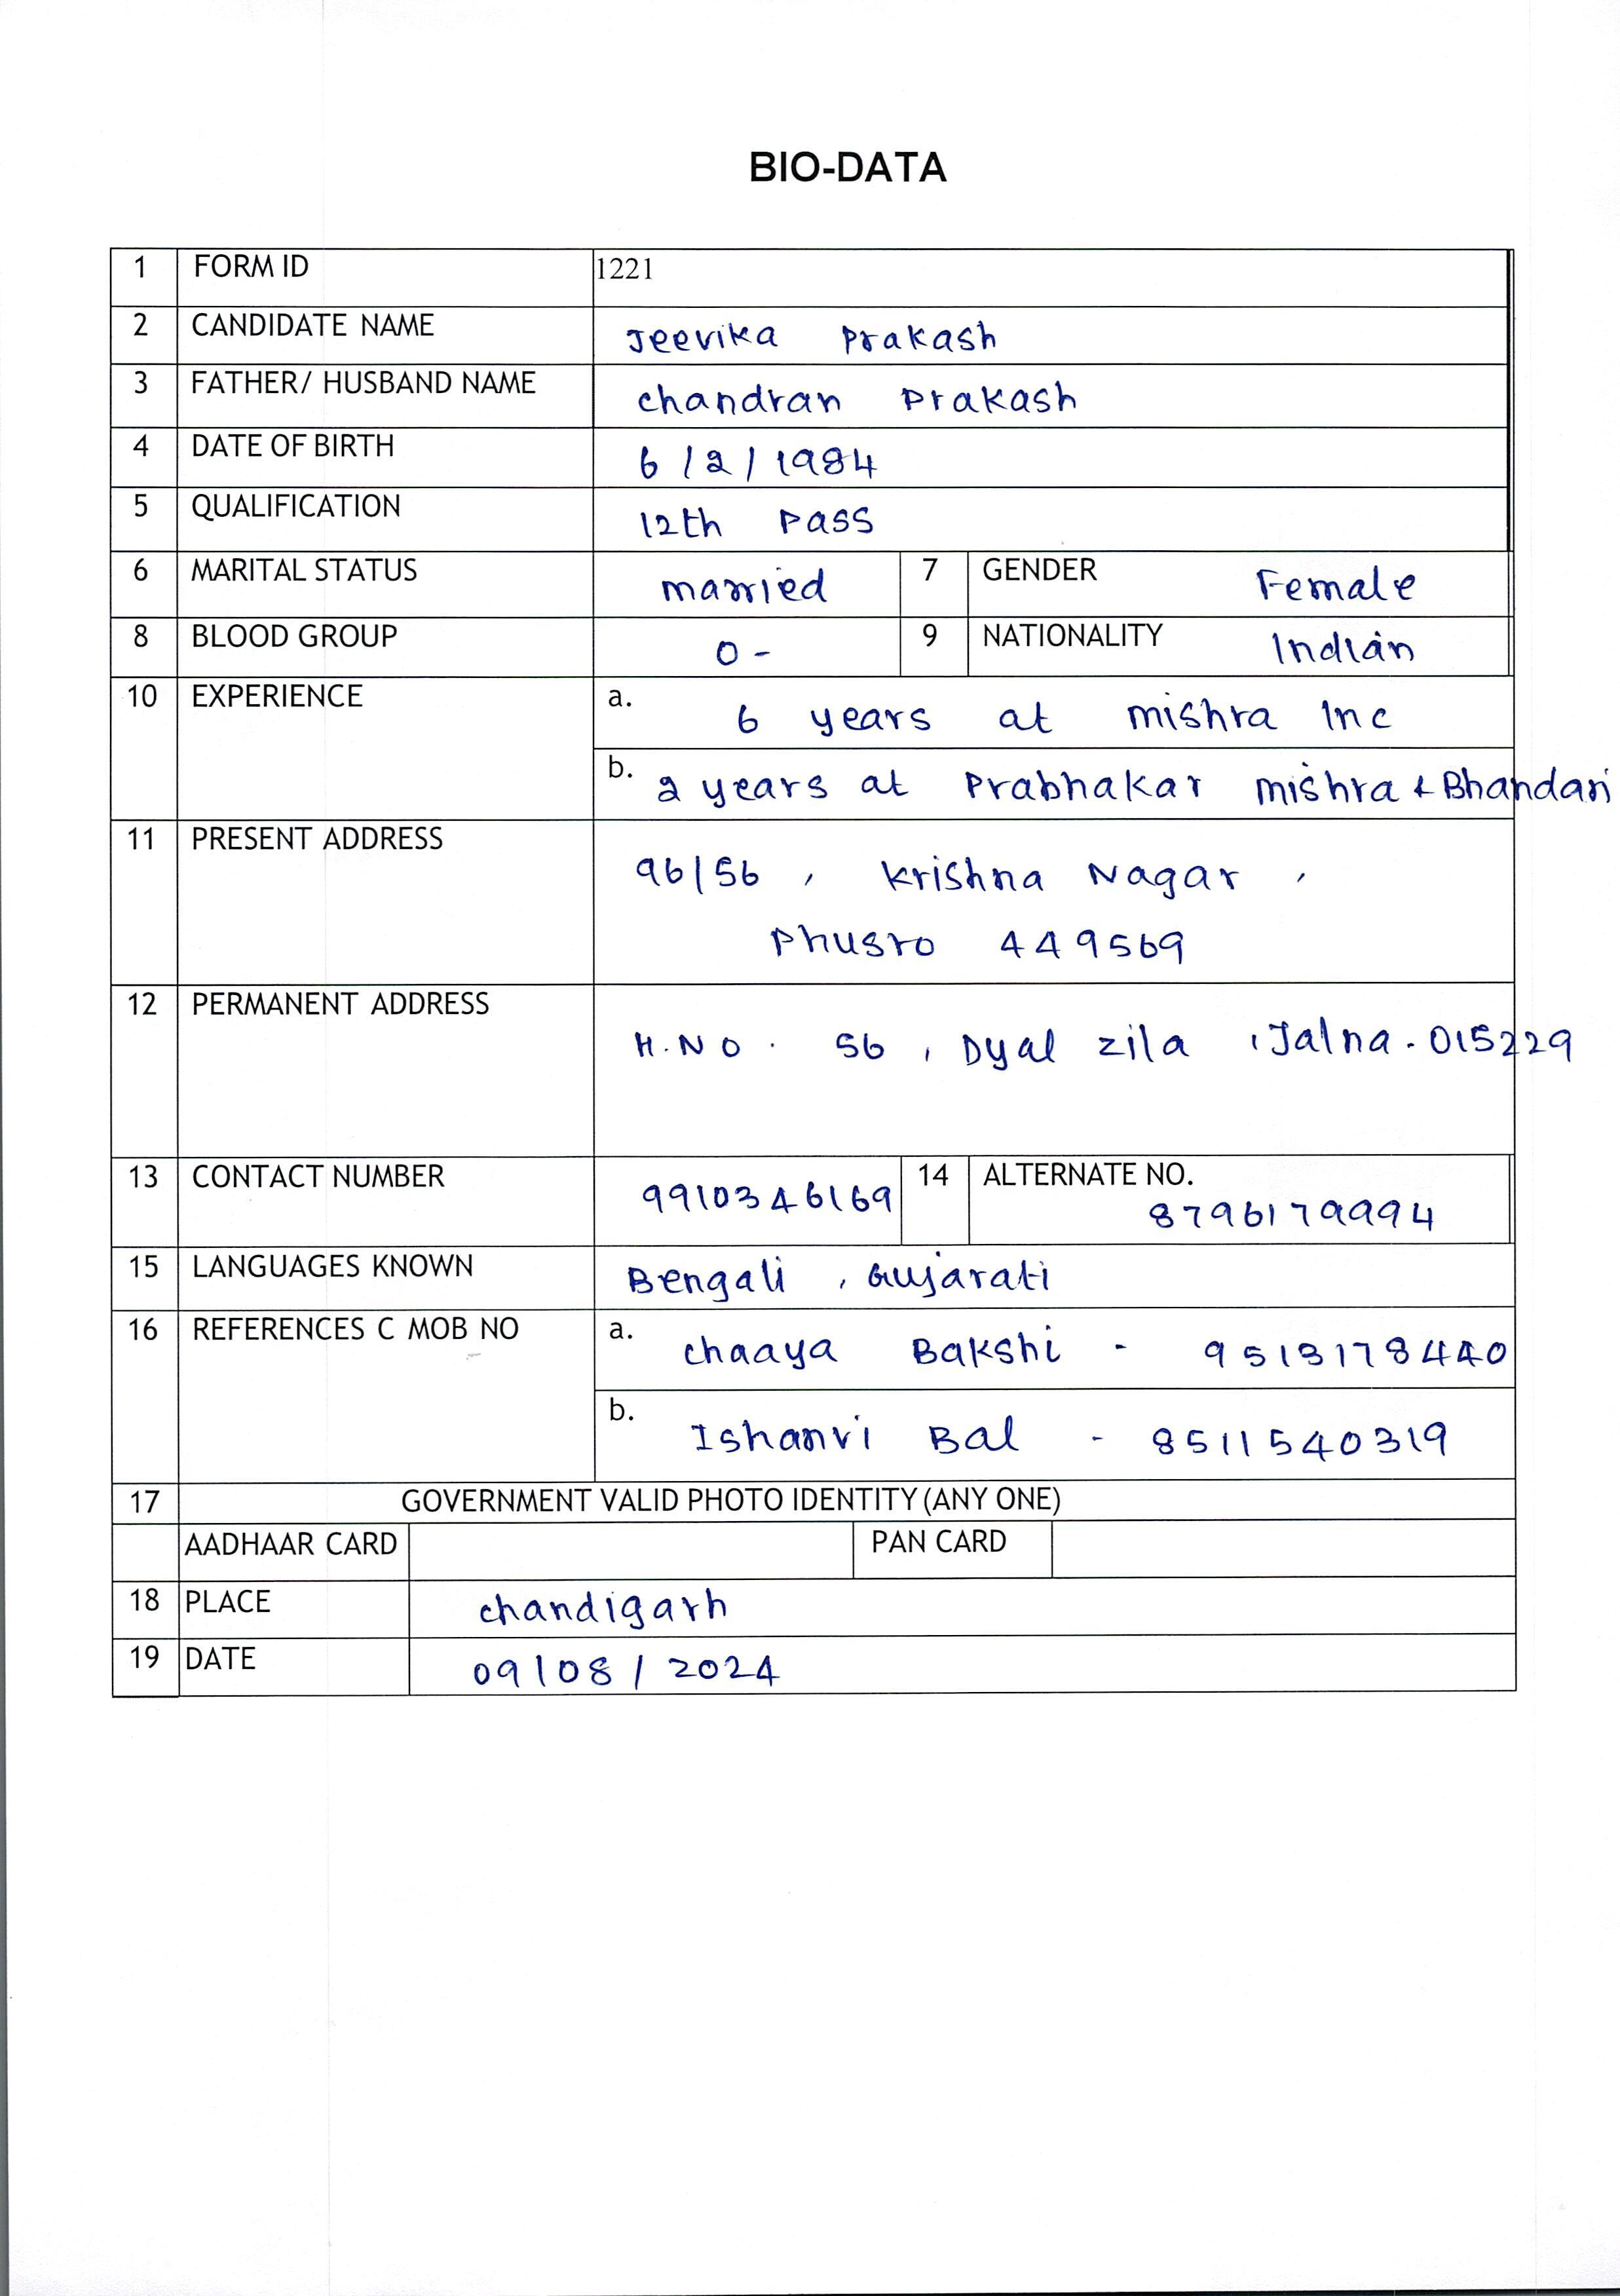 BIO-DATA
1 FORM ID 1221
2 CANDIDATE NAME Jeevika Prakash
3 FATHER/ HUSBAND NAME chandran Prakash
4 DATE OF BIRTH 6/2/1984
5 QUALIFICATION 12th Pass
6 MARITAL STATUS married 7 GENDER Female
8 BLOOD GROUP O- 9 NATIONALITY Indian
10 EXPERIENCE a. 6 years at mishra Inc
b. 2 years at Prabhakar mishra & Bhandari
11 PRESENT ADDRESS
96/56, Krishna Nagar,
Phusro 449569
12 PERMANENT ADDRESS
H.NO. 56, Dyal zila, Jalna-015229
13 CONTACT NUMBER 9910346169 14 ALTERNATE NO.
8796179994
15 LANGUAGES KNOWN Bengali, Gujarati
16 REFERENCES C MOB NO a. chaaya Bakshi - 9513178440
b. Ishanvi Bal - 8511540319
17 GOVERNMENT VALID PHOTO IDENTITY (ANY ONE)
AADHAAR CARD PAN CARD
18 PLACE chandigarh
19 DATE 09/08/2024